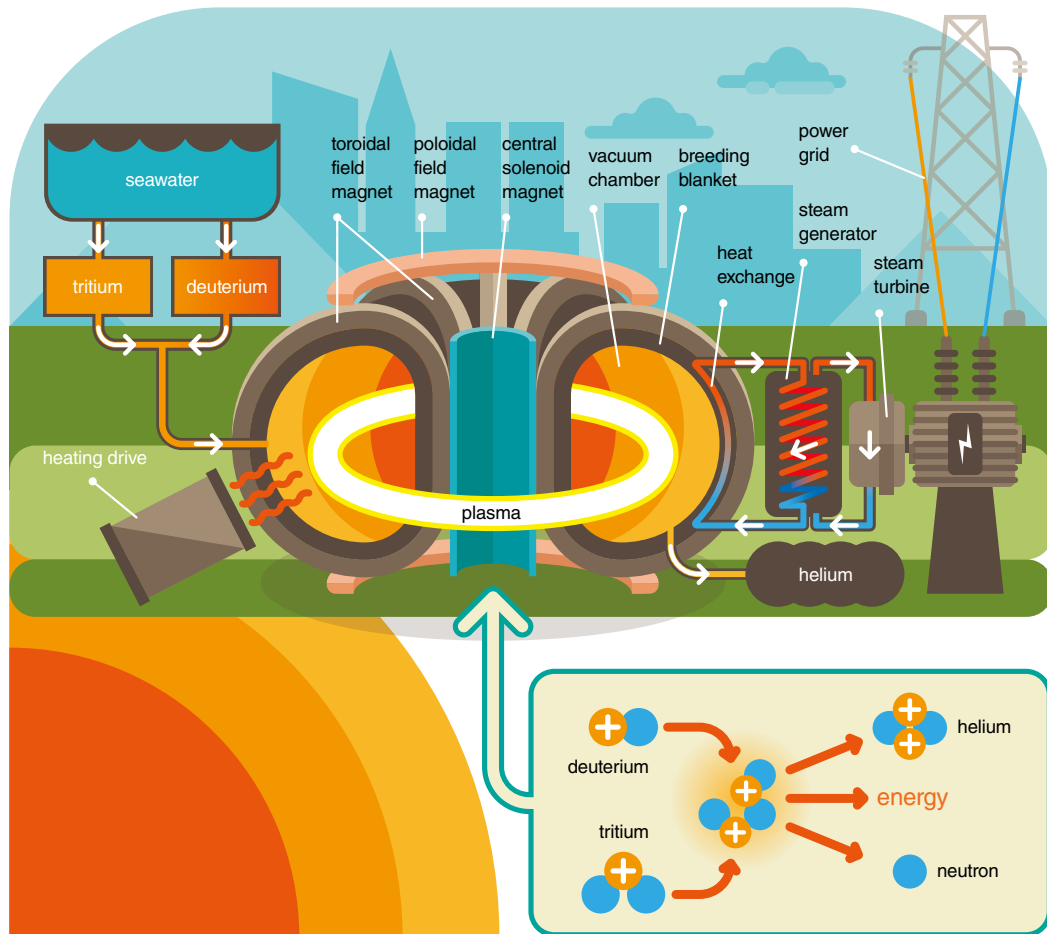 seawater
tritium
deuterium
toroidal
field
magnet
poloidal
field
magnet
central
solenoid
magnet
vacuum
chamber
breeding
blanket
power
grid
steam
generator
heat
exchange
steam
turbine
heating drive
plasma
helium
deuterium
tritium
helium
energy
neutron